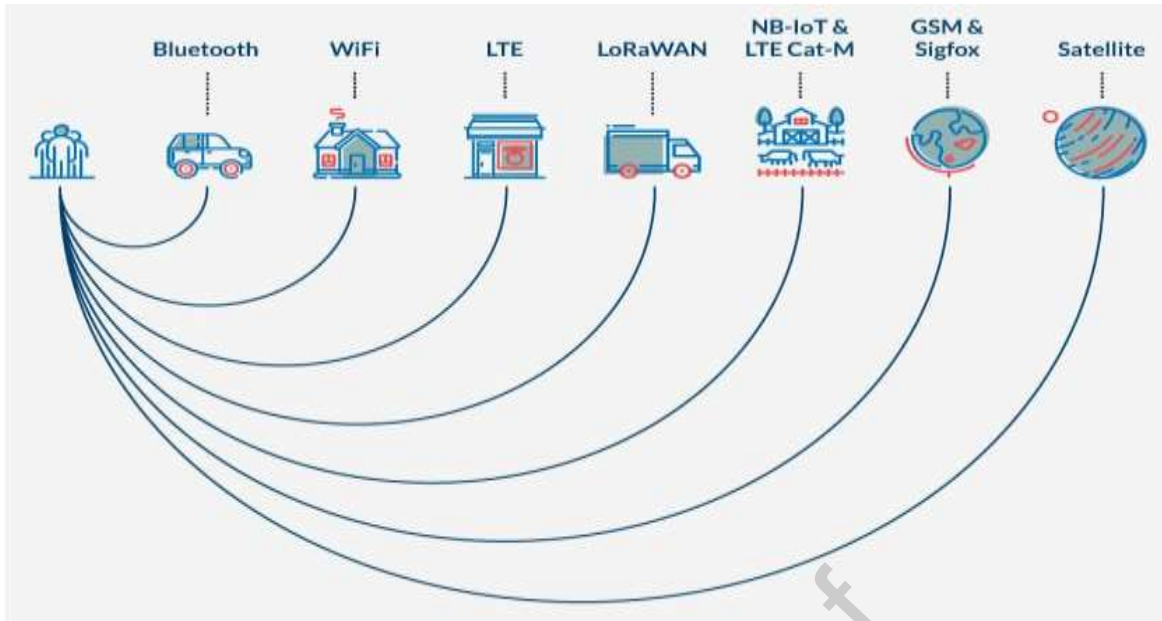 Bluetooth
WiFi
LTE
LoRaWAN
NB-IoT &
LTE Cat-M
GSM &
Sigfox
Satellite
f